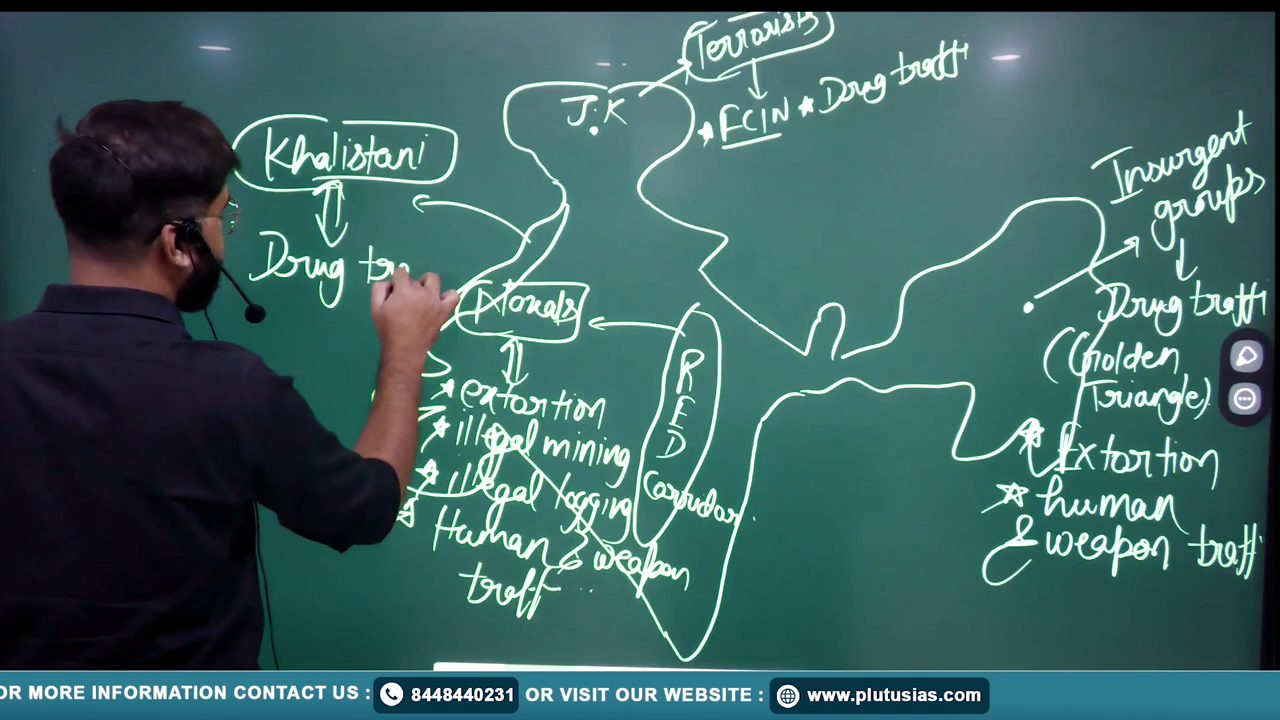 Terrorists
J.K
★ FCIN ★ Drug traffi
Khalistani
Drug tra
Insurgent
groups
Drug traffi
(Golden
Triangle)
★ Extortion
★ human
& weapon traffi
Naxals
★ extortion
★ illegal mining
★ illegal logging
★ Human & weapon
traff..
RED
Corridor
OR MORE INFORMATION CONTACT US : 8448440231 OR VISIT OUR WEBSITE : www.plutusias.com